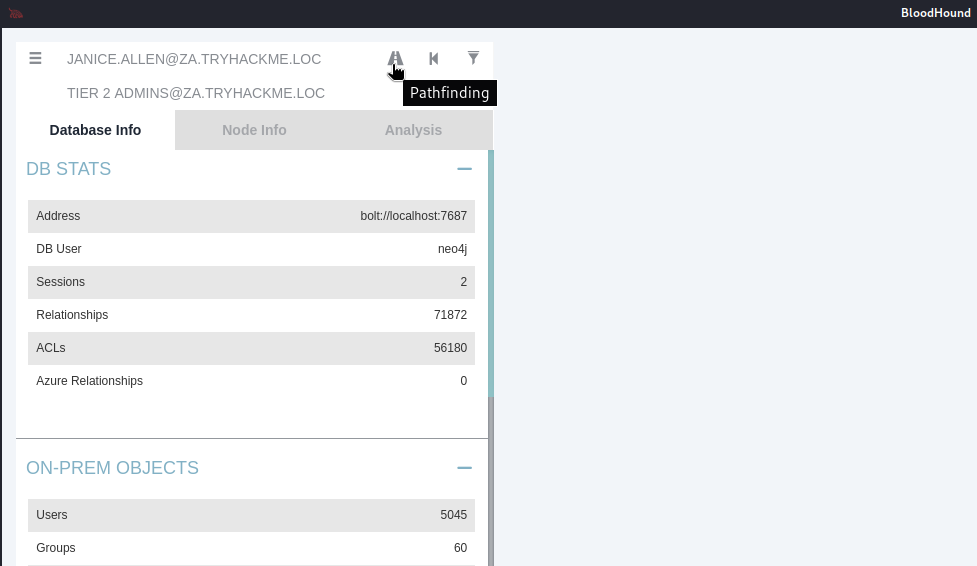 BloodHound
JANICE.ALLEN@ZA.TRYHACKME.LOC
TIER 2 ADMINS@ZA.TRYHACKME.LOC
Pathfinding
Database Info Node Info Analysis
DB STATS
Address bolt://localhost:7687
DB User neo4j
Sessions 2
Relationships 71872
ACLs 56180
Azure Relationships 0
ON-PREM OBJECTS
Users 5045
Groups 60